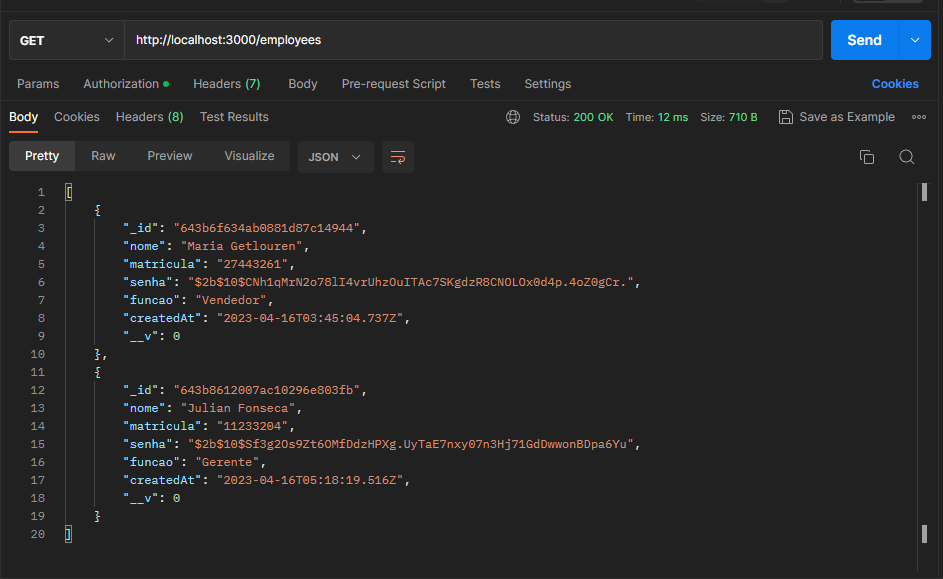 GET http://localhost:3000/employees Send
Params Authorization Headers (7) Body Pre-request Script Tests Settings Cookies
Body Cookies Headers (8) Test Results Status: 200 OK Time: 12 ms Size: 710 B Save as Example
Pretty Raw Preview Visualize JSON
1 [
2 {
3 "_id": "643b6f634ab0881d87c14944",
4 "nome": "Maria Getlouren",
5 "matricula": "27443261",
6 "senha": "$2b$10$CNh1qMrN2o78lI4vrUhzOuITAc7SKgdzR8CNOLOx0d4p.4oZ0gCr.",
7 "funcao": "Vendedor",
8 "createdAt": "2023-04-16T03:45:04.737Z",
9 "__v": 0
10 },
11 {
12 "_id": "643b8612007ac10296e803fb",
13 "nome": "Julian Fonseca",
14 "matricula": "11233204",
15 "senha": "$2b$10$Sf3g2Os9Zt6OMfDdzHPXg.UyTaE7nxy07n3Hj71GdDwwonBDpa6Yu",
16 "funcao": "Gerente",
17 "createdAt": "2023-04-16T05:18:19.516Z",
18 "__v": 0
19 }
20 ]